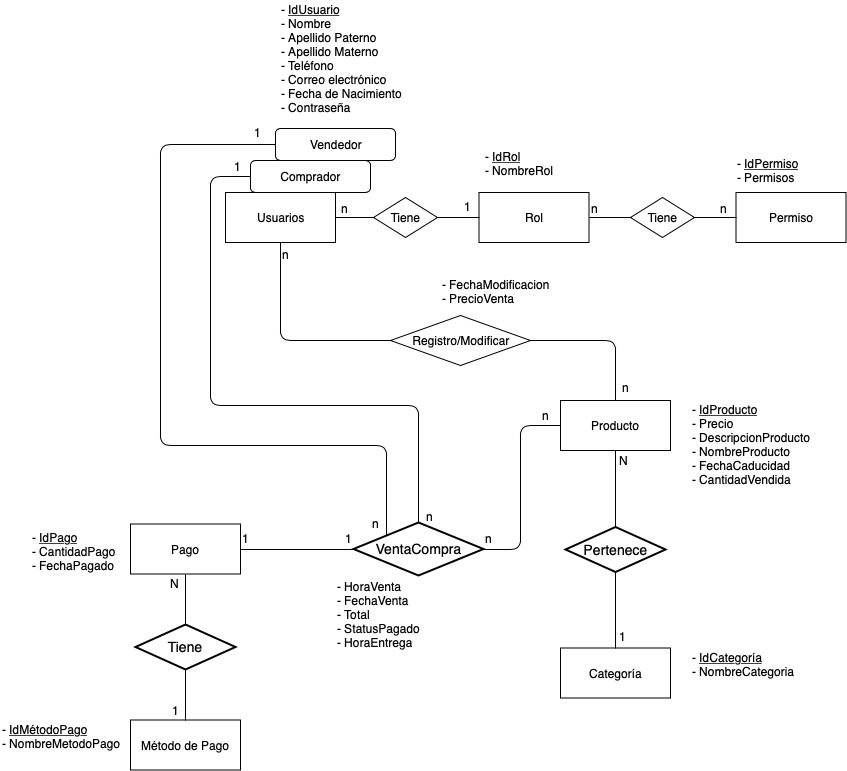 - IdUsuario
- Nombre
- Apellido Paterno
- Apellido Materno
- Teléfono
- Correo electrónico
- Fecha de Nacimiento
- Contraseña
1
Vendedor
1
Comprador
- IdRol
- NombreRol
- IdPermiso
- Permisos
Usuarios
n
Tiene
1
Rol
n
Tiene
n
Permiso
n
- FechaModificacion
- PrecioVenta
Registro/Modificar
n
n
Producto
- IdProducto
- Precio
- DescripcionProducto
- NombreProducto
- FechaCaducidad
- CantidadVendida
N
n
n
n
- IdPago
- CantidadPago
- FechaPagado
Pago
1
1
VentaCompra
Pertenece
- HoraVenta
- FechaVenta
- Total
- StatusPagado
- HoraEntrega
N
Tiene
1
1
Categoría
- IdCategoría
- NombreCategoria
- IdMétodoPago
- NombreMetodoPago
Método de Pago